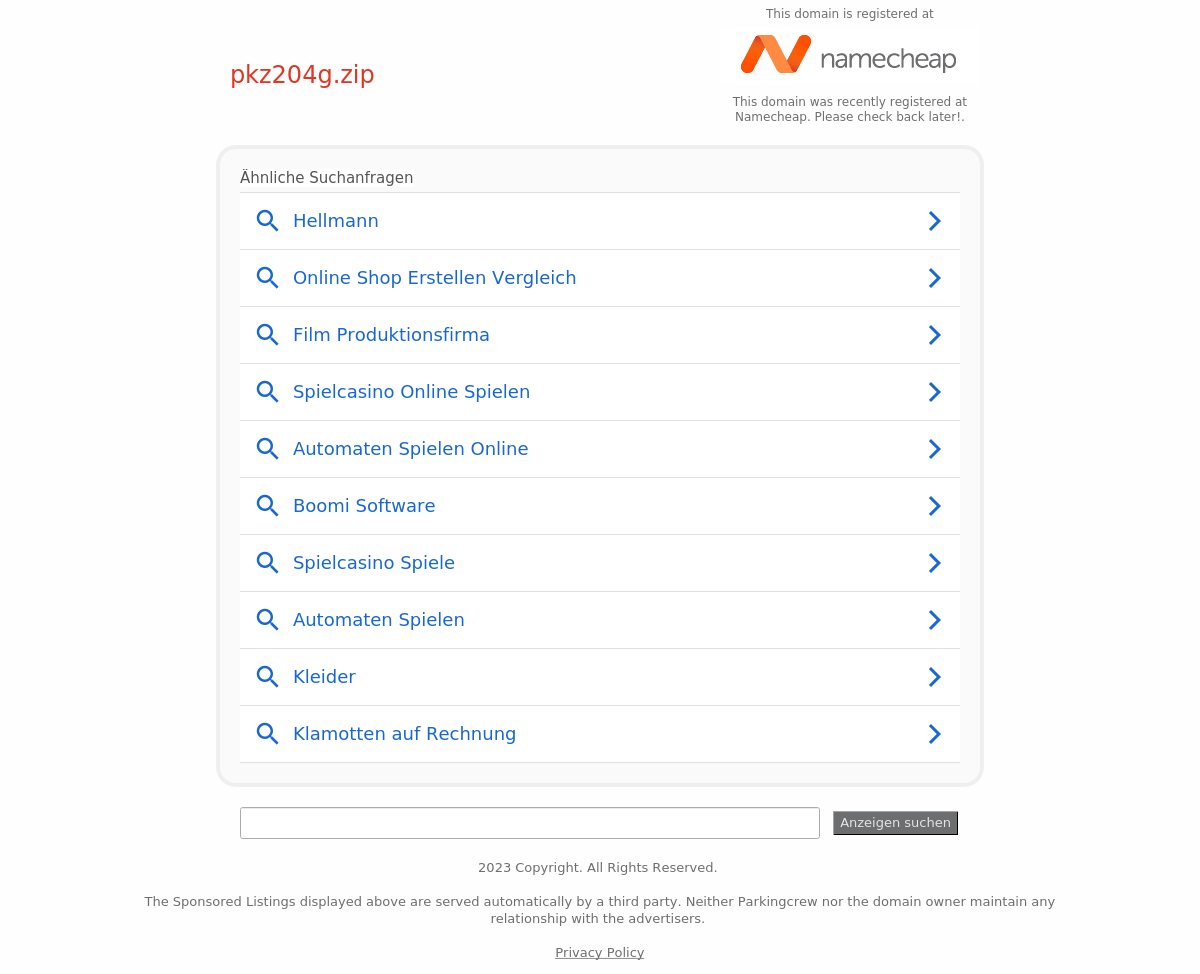 This domain is registered at
namecheap
pkz204g.zip
This domain was recently registered at
Namecheap. Please check back later!.
Ähnliche Suchanfragen
Hellmann
Online Shop Erstellen Vergleich
Film Produktionsfirma
Spielcasino Online Spielen
Automaten Spielen Online
Boomi Software
Spielcasino Spiele
Automaten Spielen
Kleider
Klamotten auf Rechnung
Anzeigen suchen
2023 Copyright. All Rights Reserved.
The Sponsored Listings displayed above are served automatically by a third party. Neither Parkingcrew nor the domain owner maintain any
relationship with the advertisers.
Privacy Policy